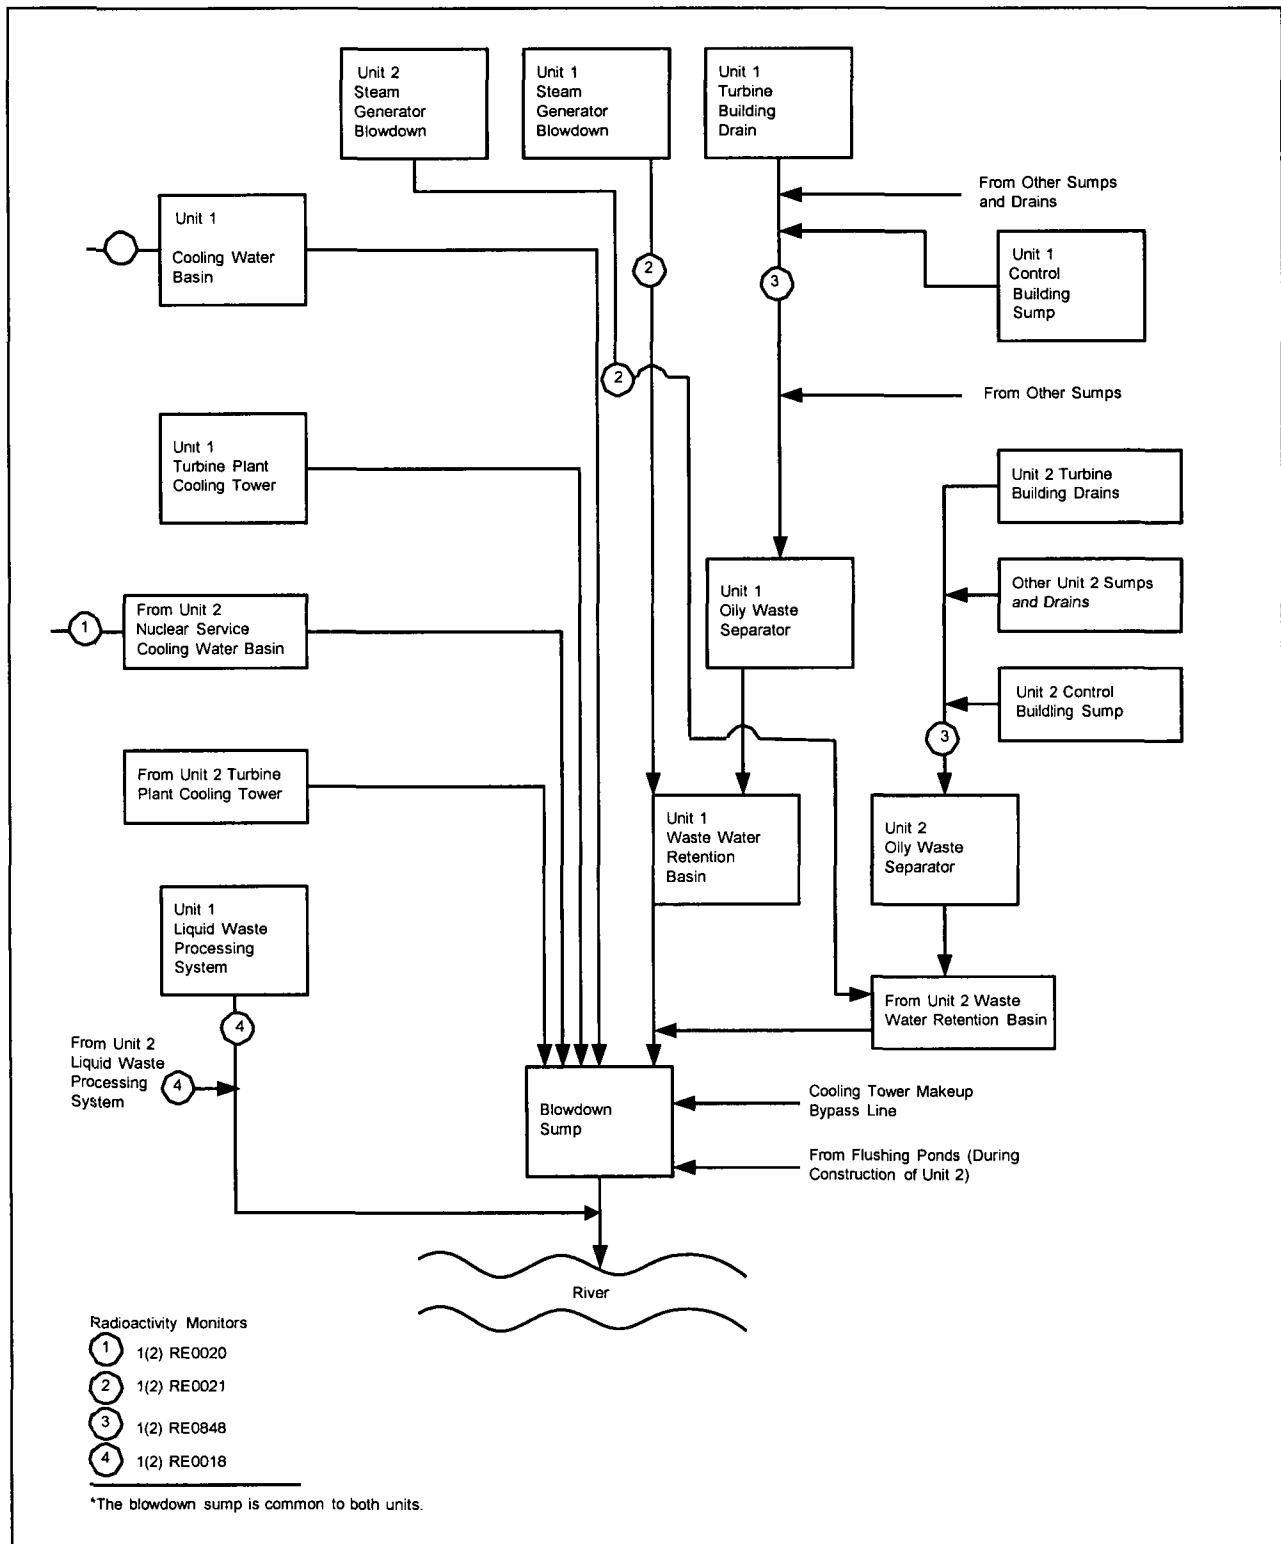 Unit 2
Steam
Generator
Blowdown
Unit 1
Steam
Generator
Blowdown
Unit 1
Turbine
Building
Drain
From Other Sumps
and Drains
Unit 1
Cooling Water
Basin
Unit 1
Control
Building
Sump
2
3
2
From Other Sumps
Unit 1
Turbine Plant
Cooling Tower
Unit 2 Turbine
Building Drains
Unit 1
Oily Waste
Separator
Other Unit 2 Sumps
and Drains
1
From Unit 2
Nuclear Service
Cooling Water Basin
Unit 2 Control
Buildling Sump
3
From Unit 2 Turbine
Plant Cooling Tower
Unit 1
Waste Water
Retention
Basin
Unit 2
Oily Waste
Separator
Unit 1
Liquid Waste
Processing
System
4
From Unit 2 Waste
Water Retention Basin
From Unit 2
Liquid Waste
Processing
System
4
Blowdown
Sump
Cooling Tower Makeup
Bypass Line
From Flushing Ponds (During
Construction of Unit 2)
River
Radioactivity Monitors
1 1(2) RE0020
2 1(2) RE0021
3 1(2) RE0848
4 1(2) RE0018
*The blowdown sump is common to both units.